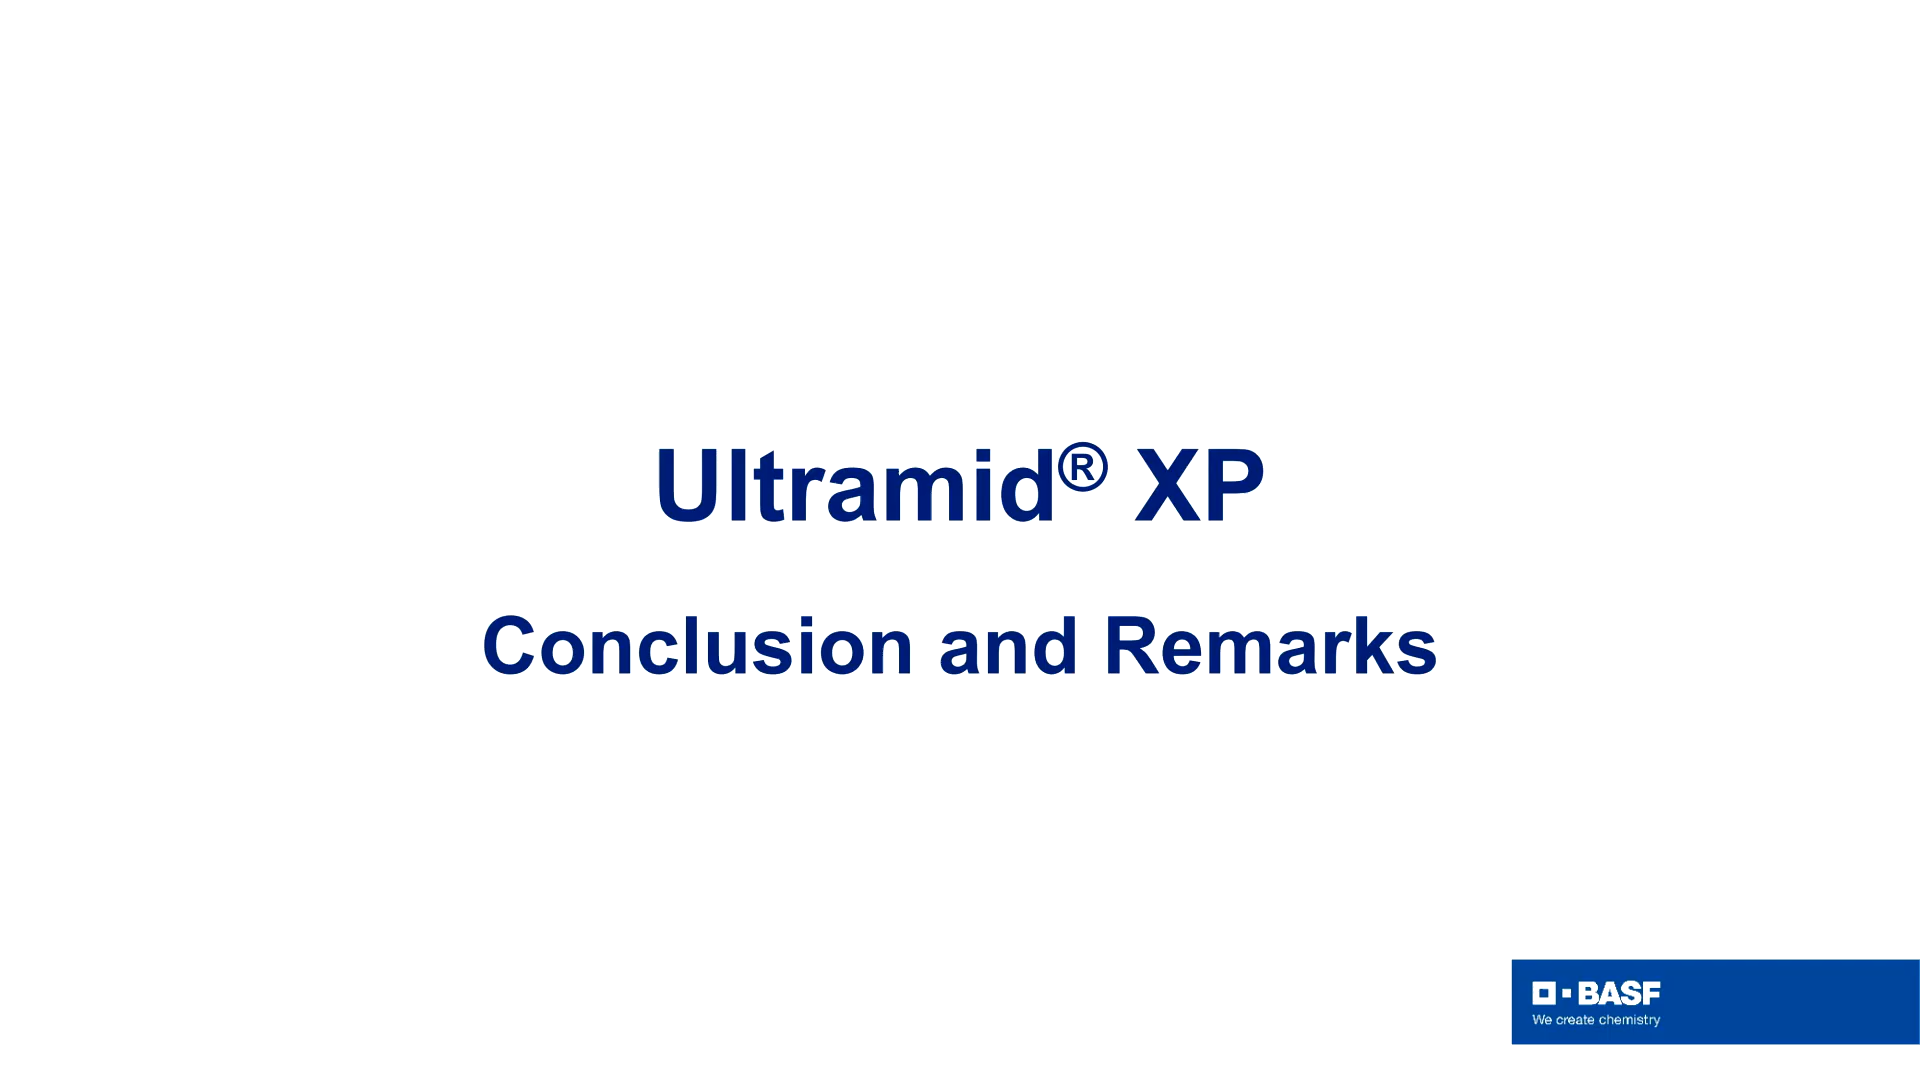 Ultramid® XP
Conclusion and Remarks
BASF
We create chemistry